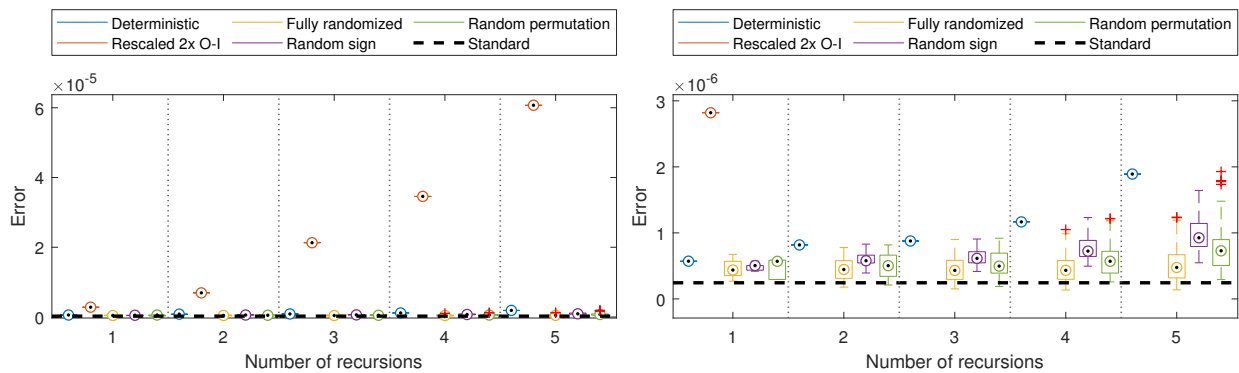 Deterministic Fully randomized Random permutation
Rescaled 2x O-I Random sign Standard
×10⁻⁵
6
4
2
0
Error
1 2 3 4 5
Number of recursions
Deterministic Fully randomized Random permutation
Rescaled 2x O-I Random sign Standard
×10⁻⁶
3
2
1
0
Error
1 2 3 4 5
Number of recursions